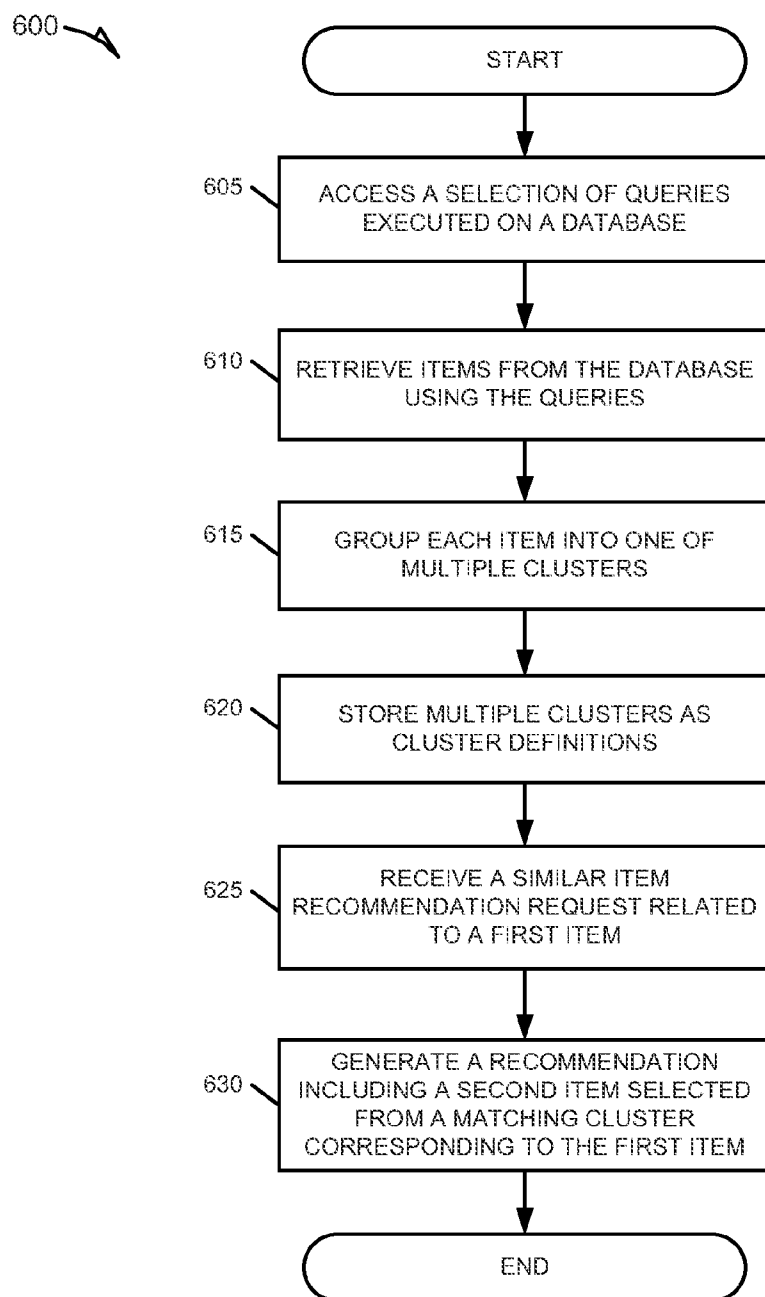 600
START
605
ACCESS A SELECTION OF QUERIES
EXECUTED ON A DATABASE
610
RETRIEVE ITEMS FROM THE DATABASE
USING THE QUERIES
615
GROUP EACH ITEM INTO ONE OF
MULTIPLE CLUSTERS
620
STORE MULTIPLE CLUSTERS AS
CLUSTER DEFINITIONS
625
RECEIVE A SIMILAR ITEM
RECOMMENDATION REQUEST RELATED
TO A FIRST ITEM
630
GENERATE A RECOMMENDATION
INCLUDING A SECOND ITEM SELECTED
FROM A MATCHING CLUSTER
CORRESPONDING TO THE FIRST ITEM
END